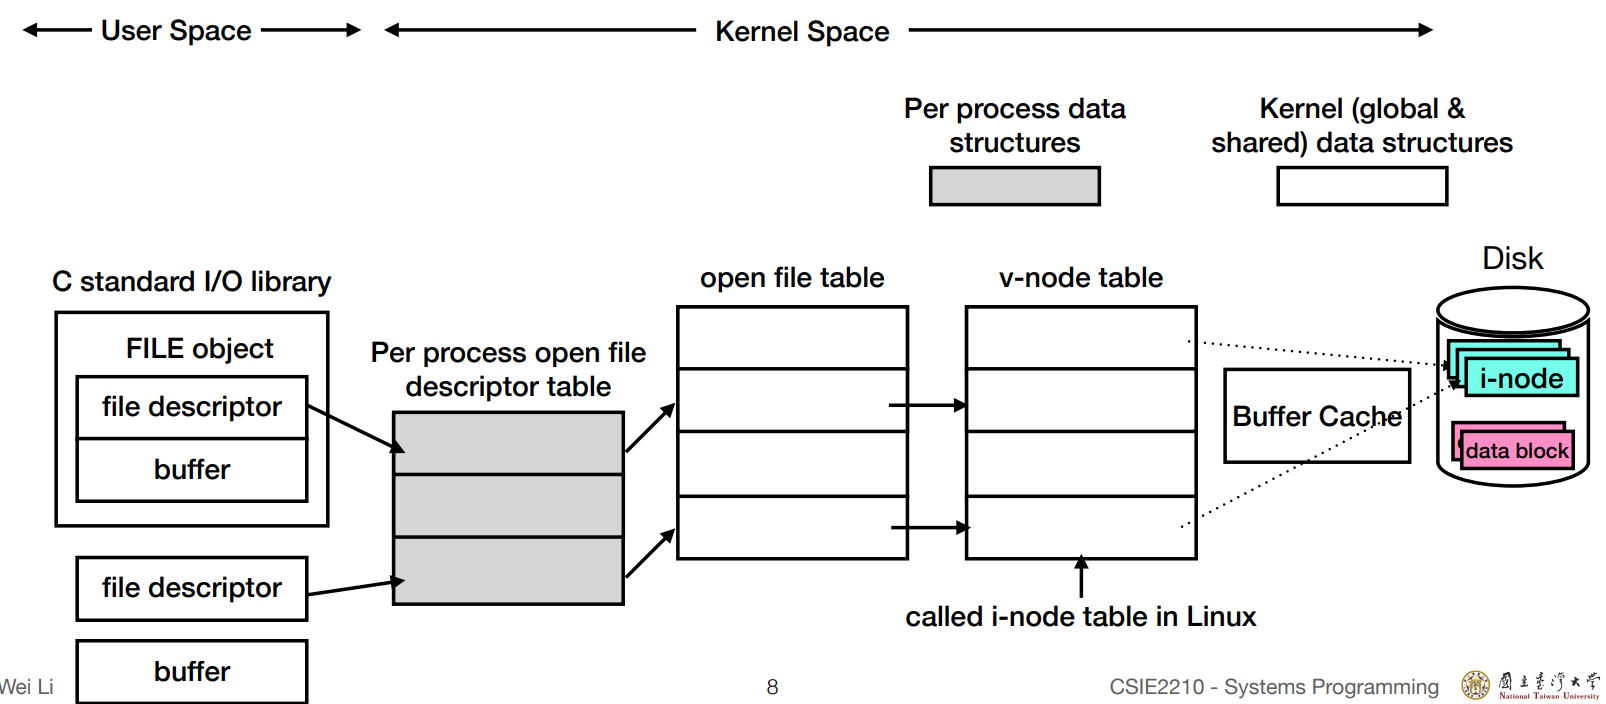 User Space
Kernel Space
Per process data
structures
Kernel (global &
shared) data structures
C standard I/O library
FILE object
file descriptor
buffer
file descriptor
buffer
Per process open file
descriptor table
open file table
v-node table
called i-node table in Linux
Buffer Cache
Disk
i-node
data block
Wei Li
8
CSIE2210 - Systems Programming
國立臺灣大學
National Taiwan University